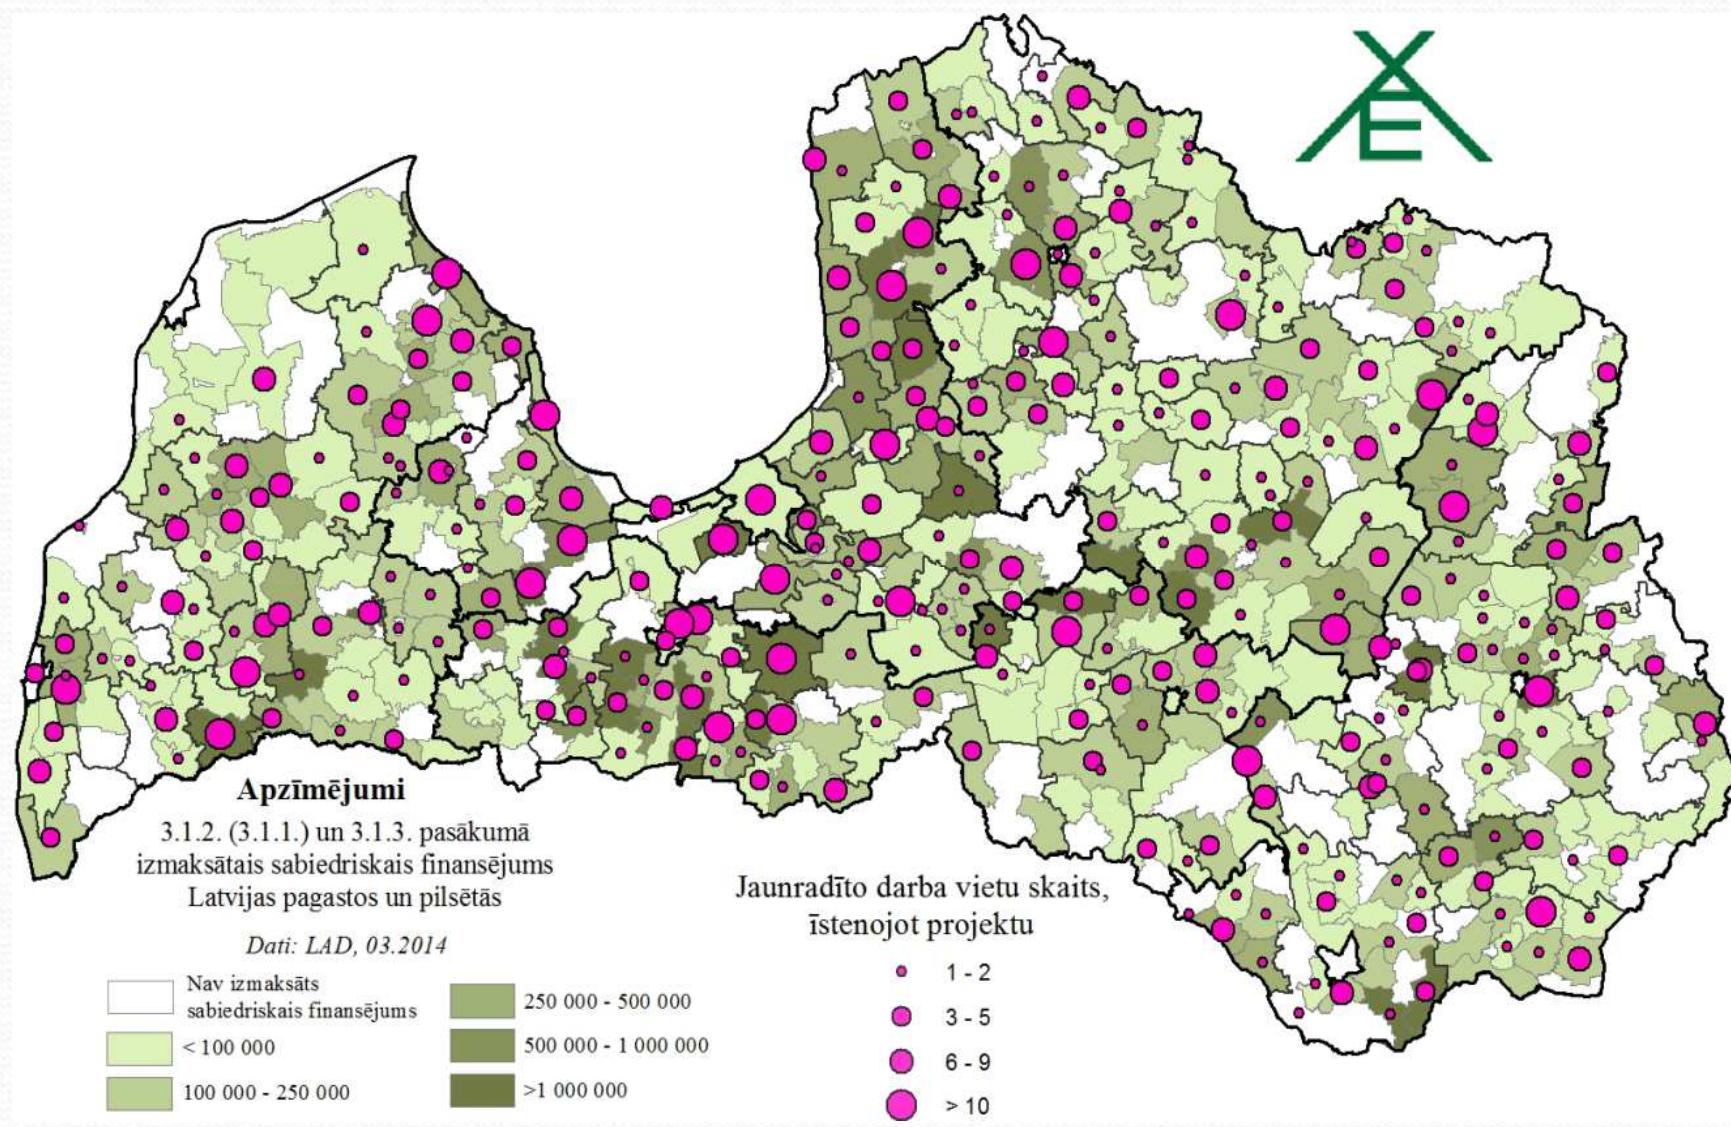 Apzīmējumi
3.1.2. (3.1.1.) un 3.1.3. pasākumā
izmaksātais sabiedriskais finansējums
Latvijas pagastos un pilsētās
Dati: LAD, 03.2014
Nav izmaksāts
sabiedriskais finansējums
< 100 000
100 000 - 250 000
250 000 - 500 000
500 000 - 1 000 000
>1 000 000
Jaunradīto darba vietu skaits,
īstenojot projektu
1 - 2
3 - 5
6 - 9
> 10